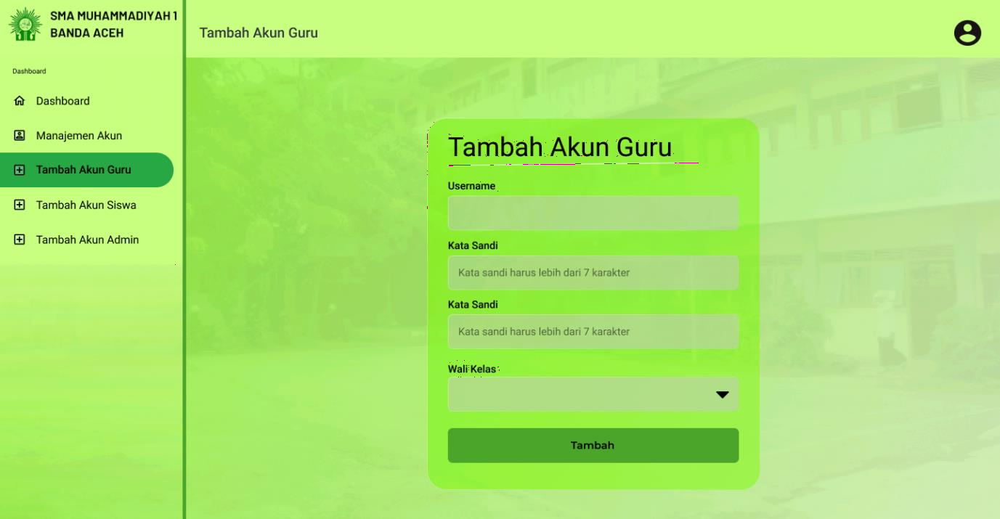 SMA MUHAMMADIYAH 1
BANDA ACEH
Tambah Akun Guru
Dashboard
Dashboard
Manajemen Akun
Tambah Akun Guru
Tambah Akun Siswa
Tambah Akun Admin
Tambah Akun Guru
Username
Kata Sandi
Kata sandi harus lebih dari 7 karakter
Kata Sandi
Kata sandi harus lebih dari 7 karakter
Wali Kelas
Tambah